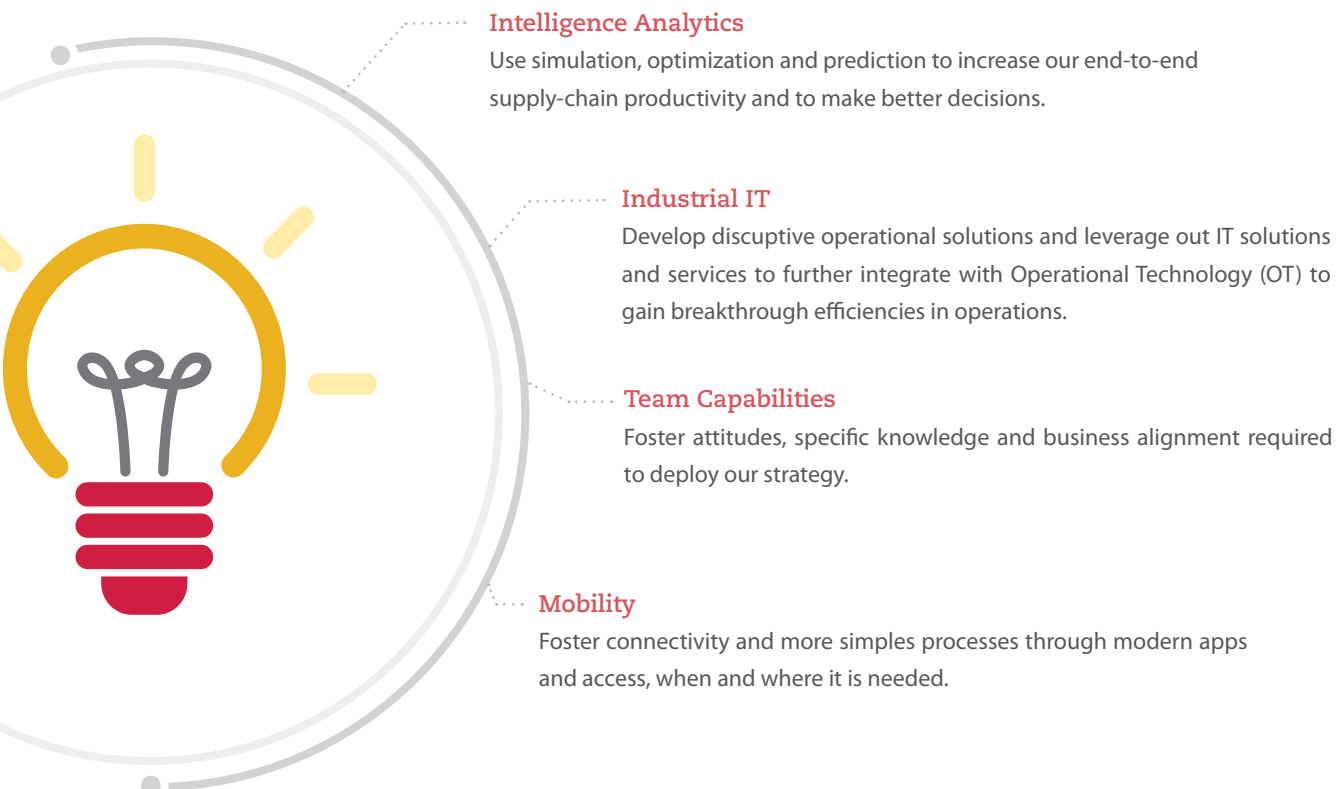 Intelligence Analytics
Use simulation, optimization and prediction to increase our end-to-end
supply-chain productivity and to make better decisions.
Industrial IT
Develop discuptive operational solutions and leverage out IT solutions
and services to further integrate with Operational Technology (OT) to
gain breakthrough efficiencies in operations.
Team Capabilities
Foster attitudes, specific knowledge and business alignment required
to deploy our strategy.
Mobility
Foster connectivity and more simples processes through modern apps
and access, when and where it is needed.